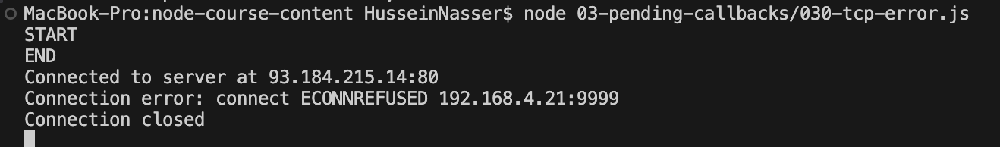 MacBook-Pro:node-course-content HusseinNasser$ node 03-pending-callbacks/030-tcp-error.js
START
END
Connected to server at 93.184.215.14:80
Connection error: connect ECONNREFUSED 192.168.4.21:9999
Connection closed